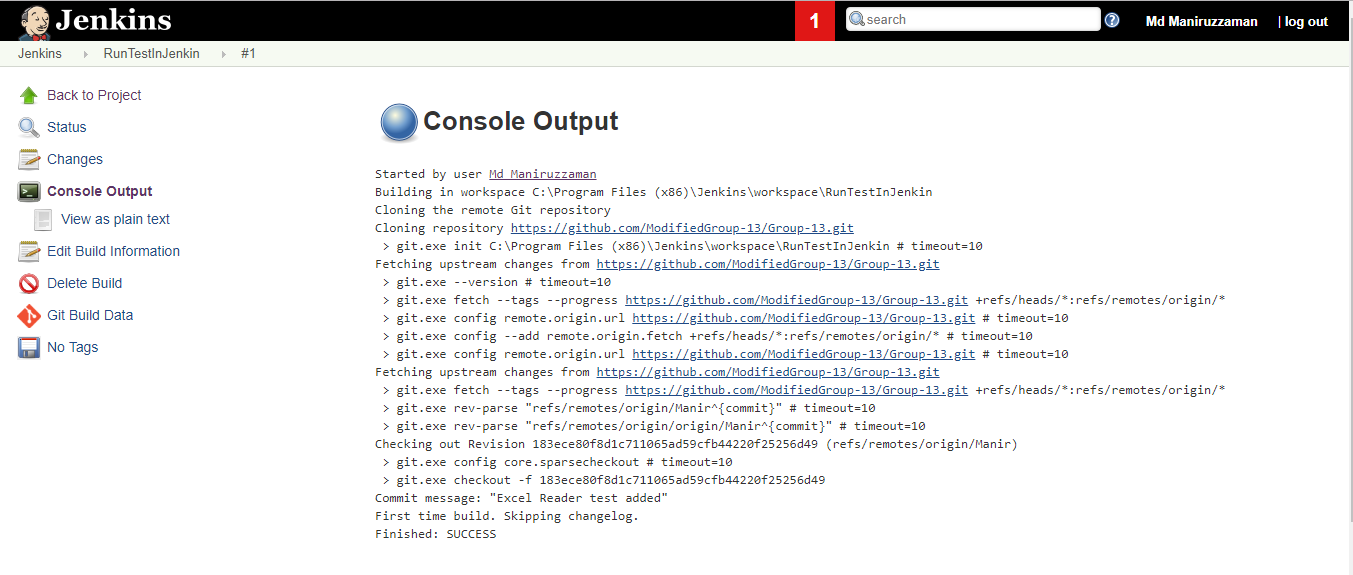 Jenkins
1
search
?
Md Maniruzzaman
| log out
Jenkins
RunTestInJenkin
#1
Back to Project
Status
Changes
Console Output
View as plain text
Edit Build Information
Delete Build
Git Build Data
No Tags
Console Output
Started by user Md Maniruzzaman
Building in workspace C:\Program Files (x86)\Jenkins\workspace\RunTestInJenkin
Cloning the remote Git repository
Cloning repository https://github.com/ModifiedGroup-13/Group-13.git
 > git.exe init C:\Program Files (x86)\Jenkins\workspace\RunTestInJenkin # timeout=10
Fetching upstream changes from https://github.com/ModifiedGroup-13/Group-13.git
 > git.exe --version # timeout=10
 > git.exe fetch --tags --progress https://github.com/ModifiedGroup-13/Group-13.git +refs/heads/*:refs/remotes/origin/*
 > git.exe config remote.origin.url https://github.com/ModifiedGroup-13/Group-13.git # timeout=10
 > git.exe config --add remote.origin.fetch +refs/heads/*:refs/remotes/origin/* # timeout=10
 > git.exe config remote.origin.url https://github.com/ModifiedGroup-13/Group-13.git # timeout=10
Fetching upstream changes from https://github.com/ModifiedGroup-13/Group-13.git
 > git.exe fetch --tags --progress https://github.com/ModifiedGroup-13/Group-13.git +refs/heads/*:refs/remotes/origin/*
 > git.exe rev-parse "refs/remotes/origin/Manir^{commit}" # timeout=10
 > git.exe rev-parse "refs/remotes/origin/origin/Manir^{commit}" # timeout=10
Checking out Revision 183ece80f8d1c711065ad59cfb44220f25256d49 (refs/remotes/origin/Manir)
 > git.exe config core.sparsecheckout # timeout=10
 > git.exe checkout -f 183ece80f8d1c711065ad59cfb44220f25256d49
Commit message: "Excel Reader test added"
First time build. Skipping changelog.
Finished: SUCCESS